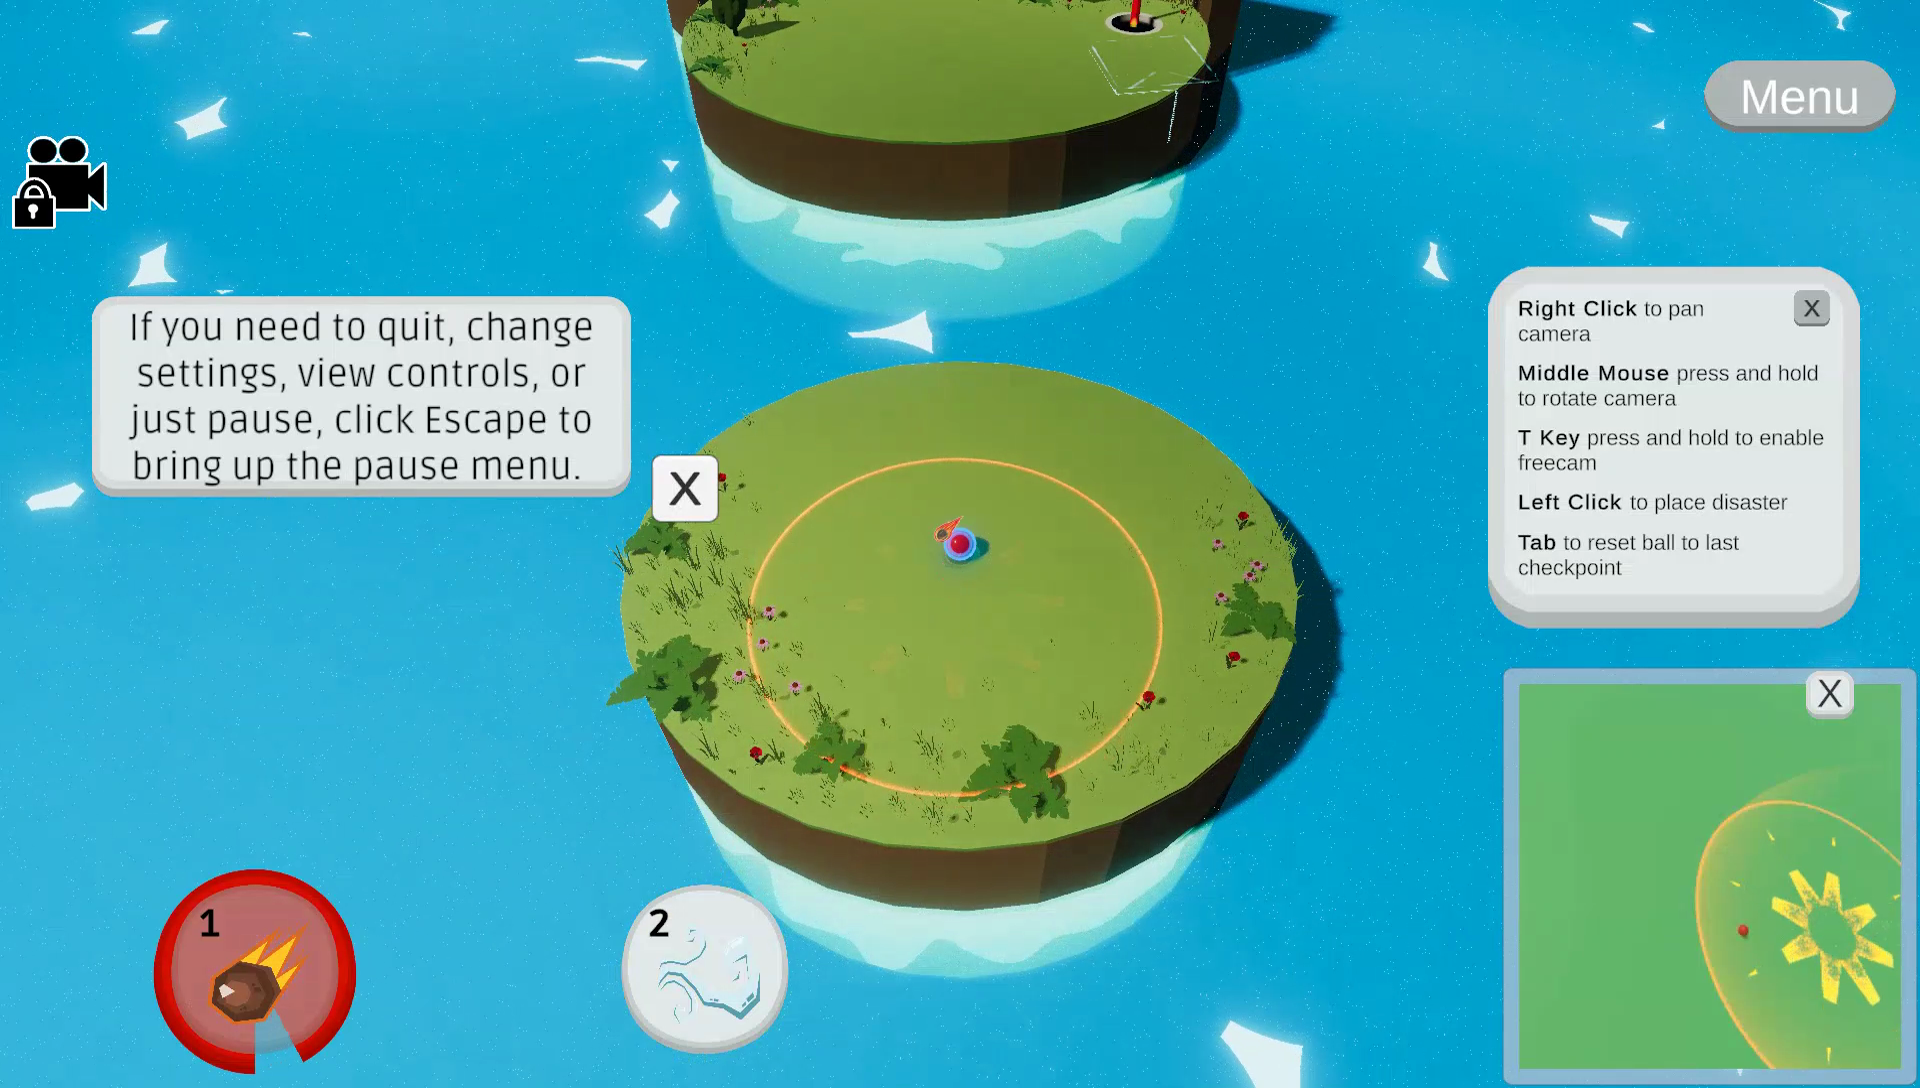 Menu
If you need to quit, change
settings, view controls, or
just pause, click Escape to
bring up the pause menu.
X
Right Click to pan
camera
X
Middle Mouse press and hold
to rotate camera
T Key press and hold to enable
freecam
Left Click to place disaster
Tab to reset ball to last
checkpoint
X
1
2